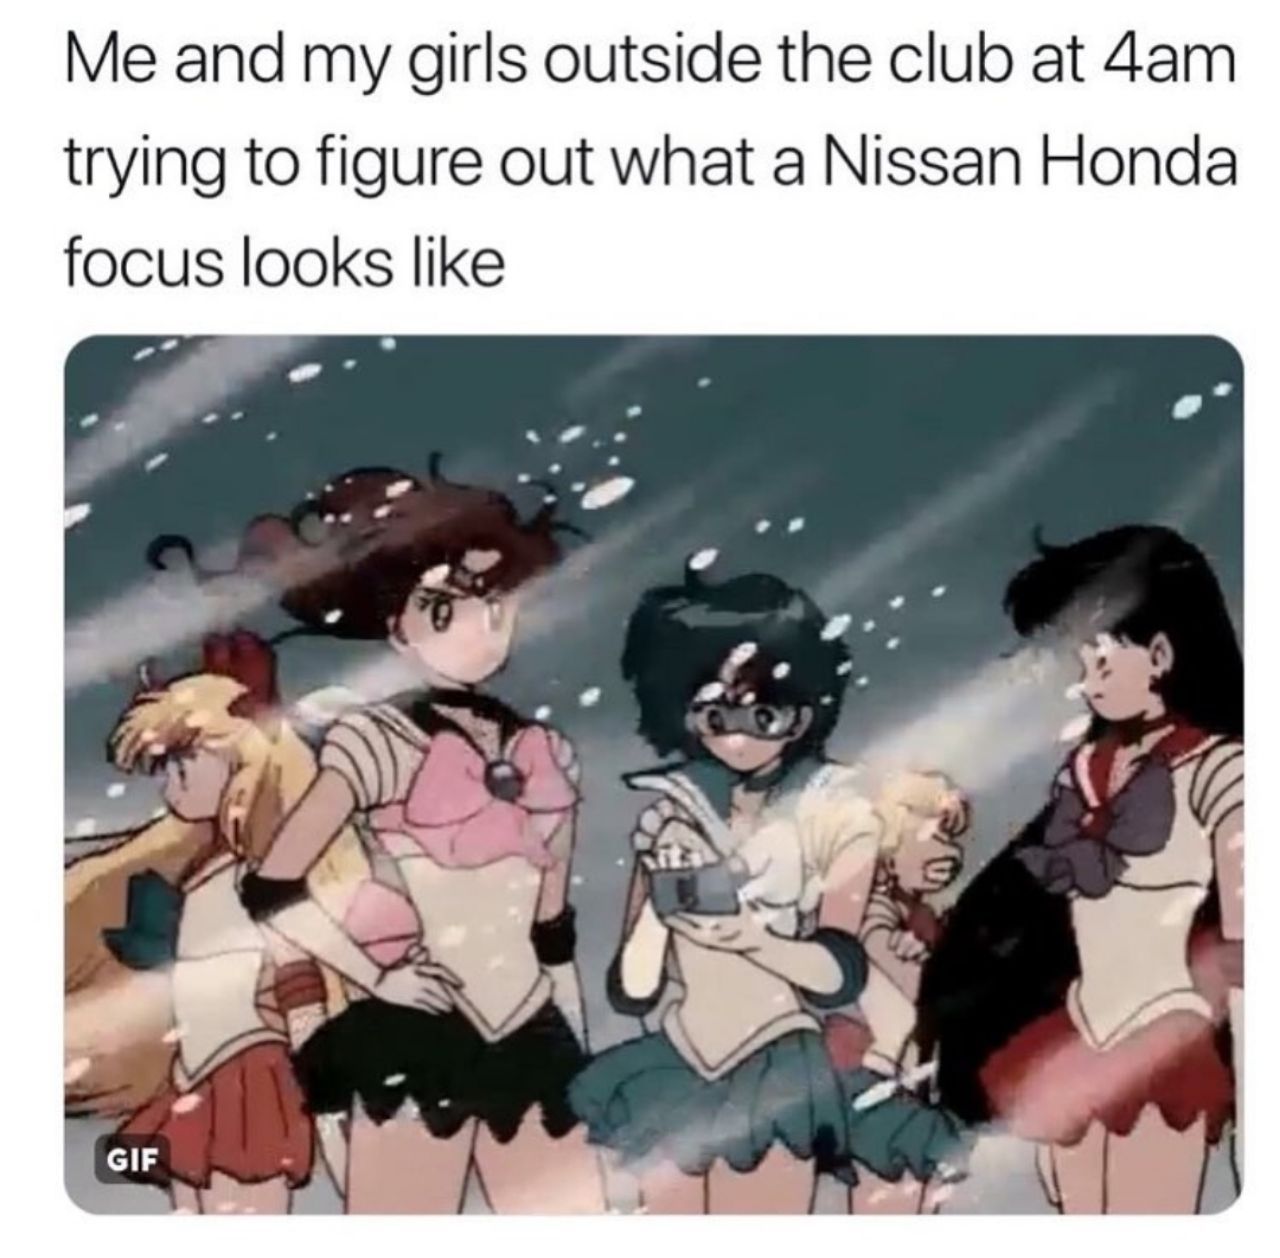 Me and my girls outside the club at 4am
trying to figure out what a Nissan Honda
focus looks like
GIF